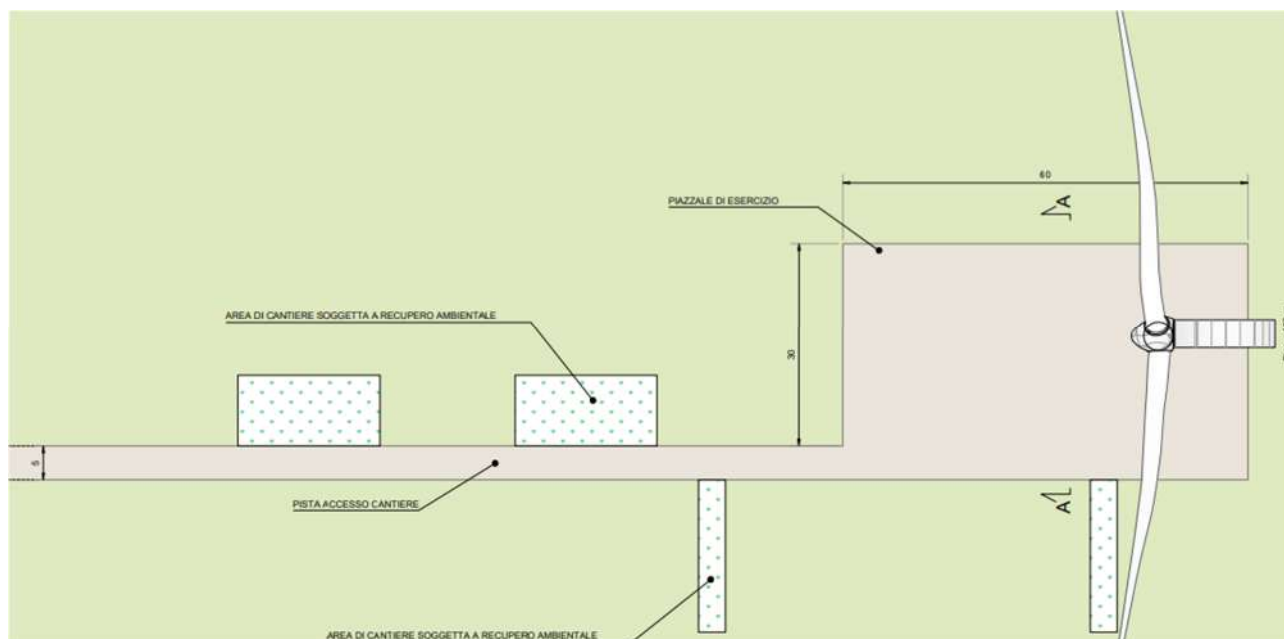 60
PIAZZALE DI ESERCIZIO
A
AREA DI CANTIERE SOGGETTA A RECUPERO AMBIENTALE
30
5
PISTA ACCESSO CANTIERE
A
AREA DI CANTIERE SOGGETTA A RECUPERO AMBIENTALE